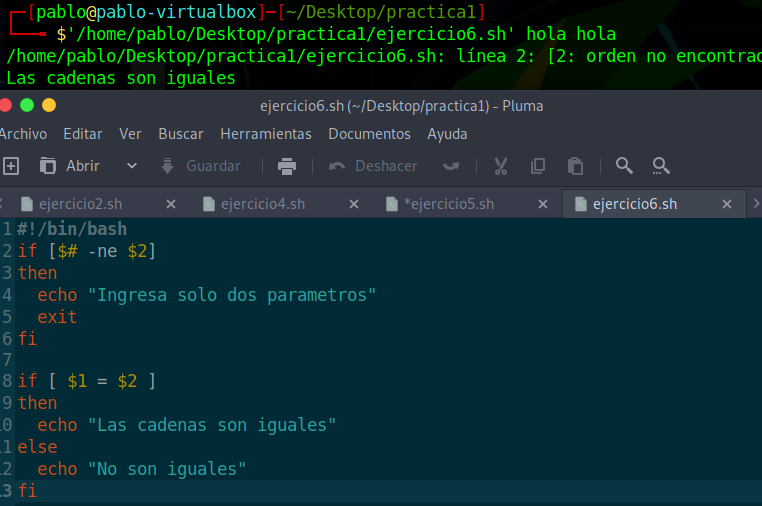 [pablo@pablo-virtualbox]-[~/Desktop/practica1]
$'/home/pablo/Desktop/practica1/ejercicio6.sh' hola hola
/home/pablo/Desktop/practica1/ejercicio6.sh: línea 2: [2: orden no encontrad
Las cadenas son iguales
ejercicio6.sh (~/Desktop/practica1) - Pluma
Archivo Editar Ver Buscar Herramientas Documentos Ayuda
Abrir Guardar Deshacer
ejercicio2.sh ejercicio4.sh *ejercicio5.sh ejercicio6.sh
1 #!/bin/bash
2 if [$# -ne $2]
3 then
4 echo "Ingresa solo dos parametros"
5 exit
6 fi
7
8 if [ $1 = $2 ]
9 then
10 echo "Las cadenas son iguales"
11 else
12 echo "No son iguales"
13 fi